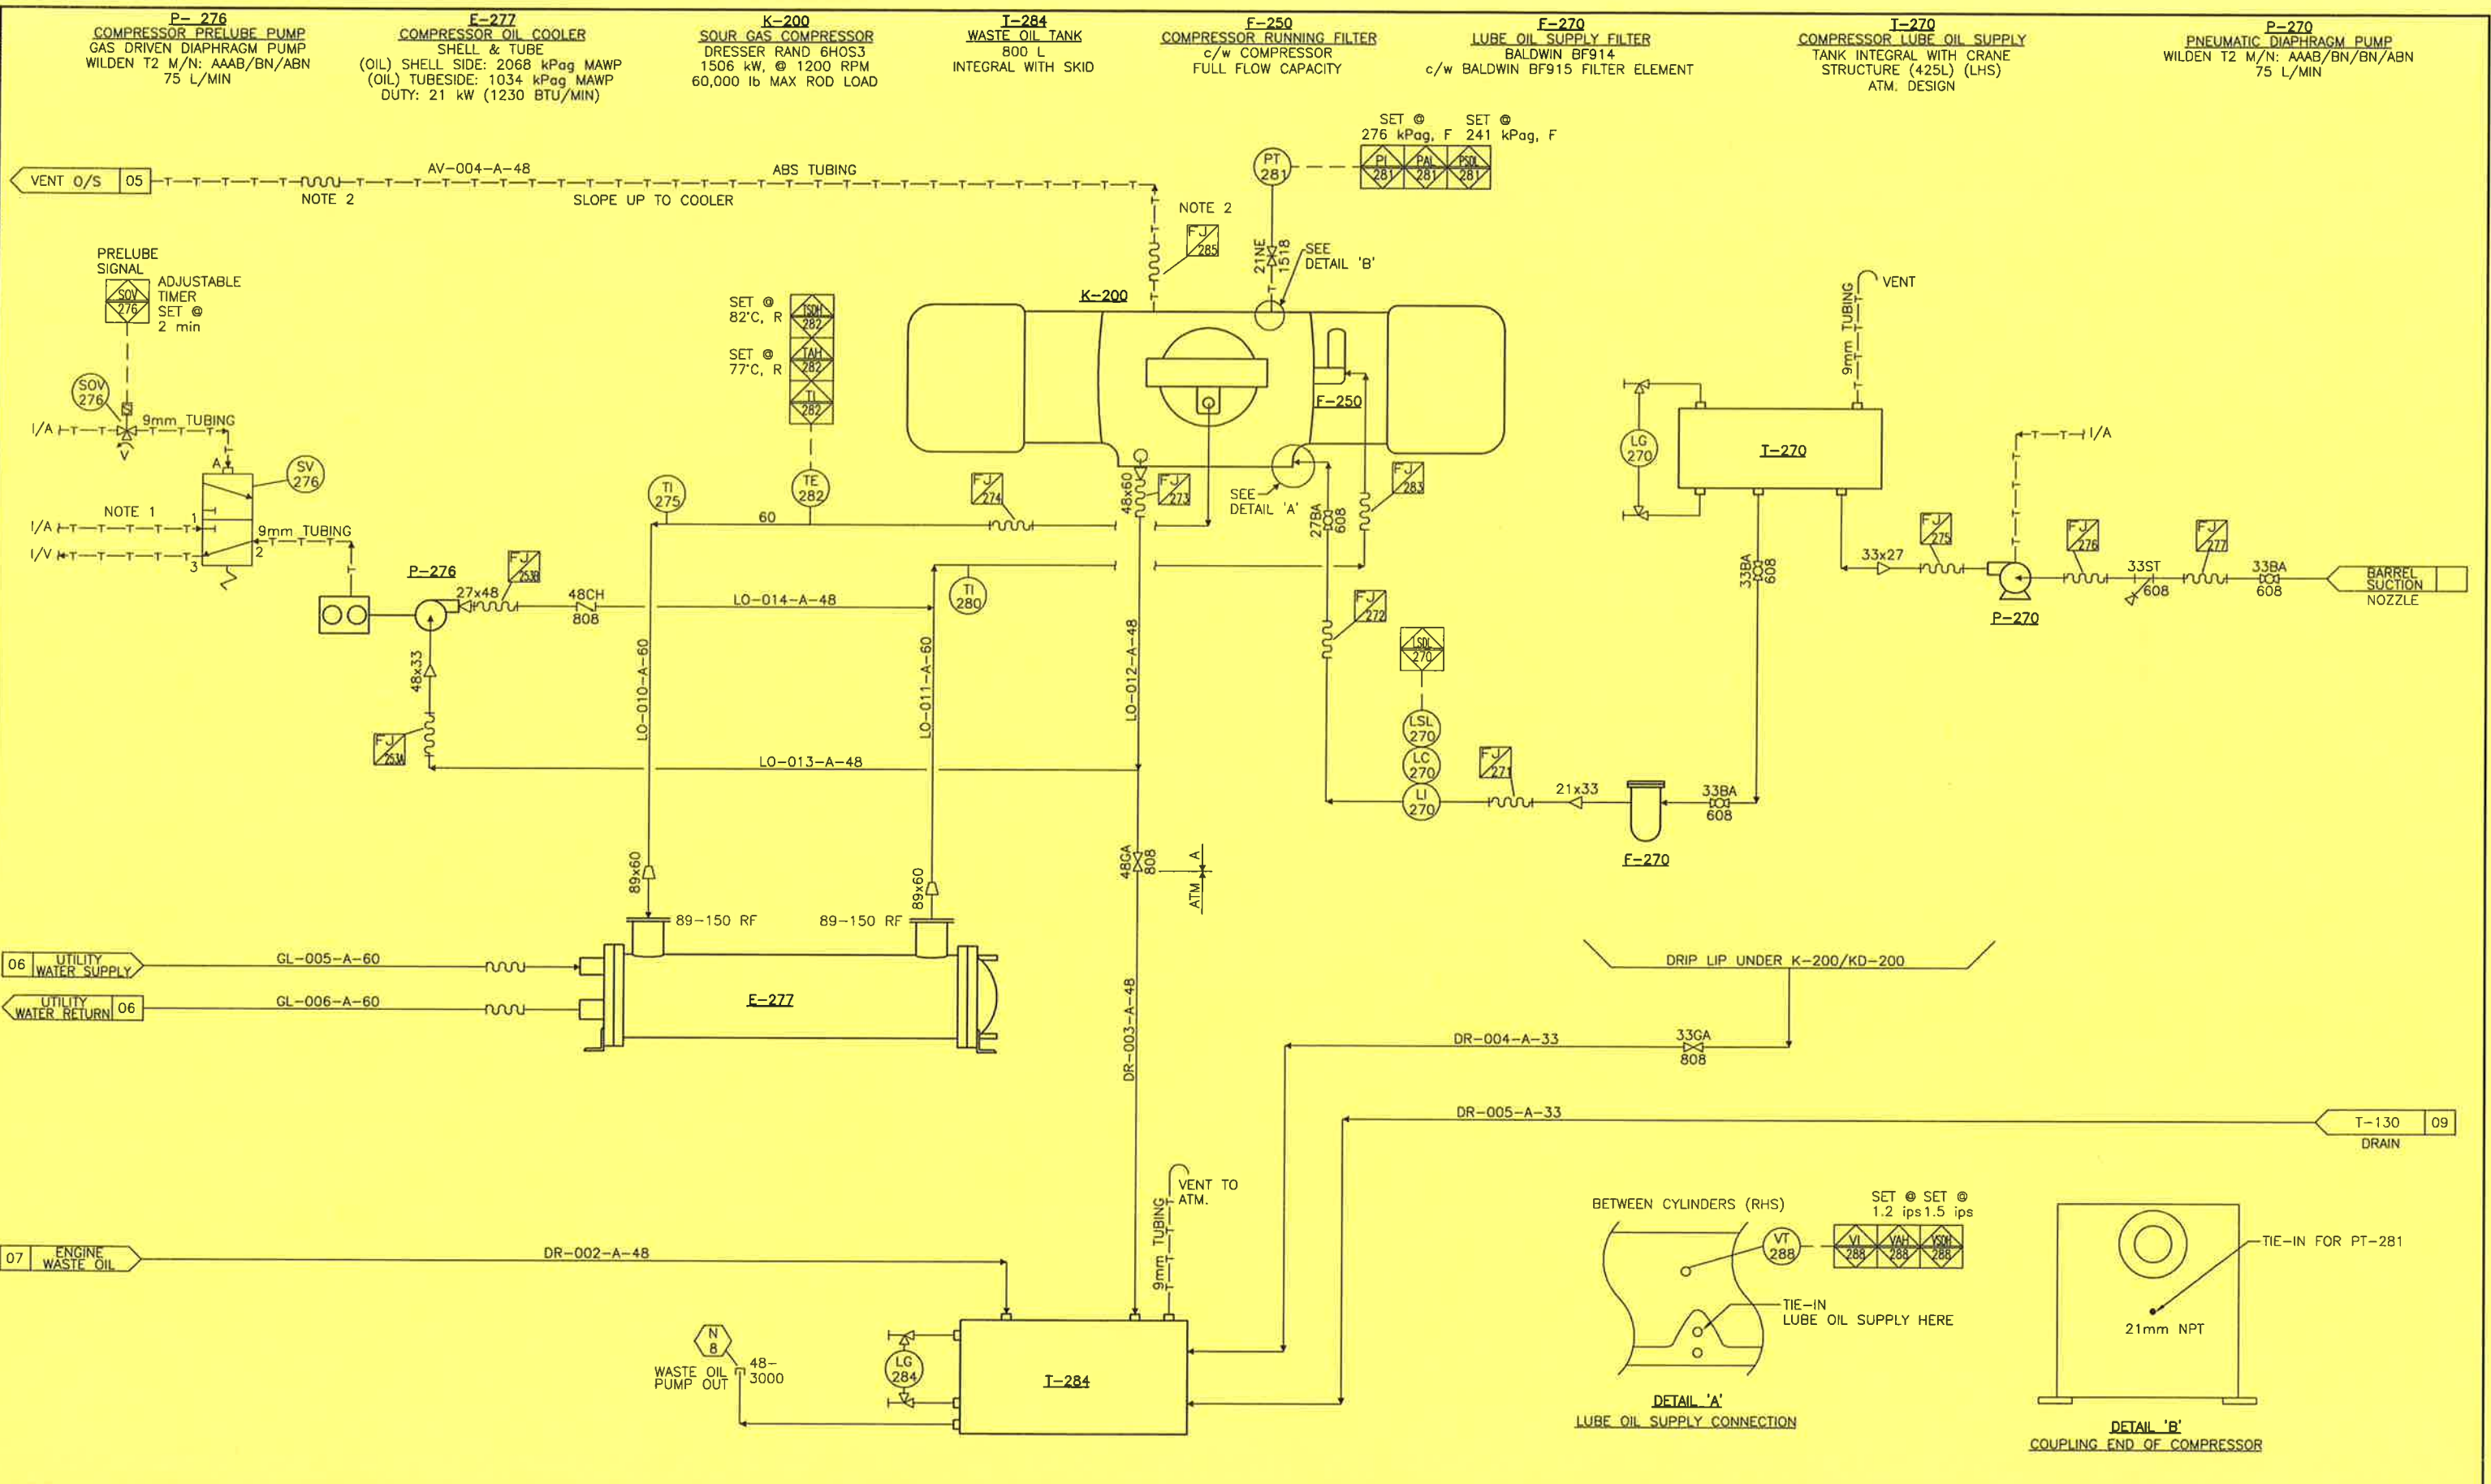 P- 276
COMPRESSOR PRELUBE PUMP
GAS DRIVEN DIAPHRAGM PUMP
WILDEN T2 M/N: AAAB/BN/ABN
75 L/MIN
E-277
COMPRESSOR OIL COOLER
SHELL & TUBE
(OIL) SHELL SIDE: 2068 kPag MAWP
(OIL) TUBESIDE: 1034 kPag MAWP
DUTY: 21 kW (1230 BTU/MIN)
K-200
SOUR GAS COMPRESSOR
DRESSER RAND 6HOS3
1506 kW, @ 1200 RPM
60,000 lb MAX ROD LOAD
T-284
WASTE OIL TANK
800 L
INTEGRAL WITH SKID
F-250
COMPRESSOR RUNNING FILTER
c/w COMPRESSOR
FULL FLOW CAPACITY
F-270
LUBE OIL SUPPLY FILTER
BALDWIN BF914
c/w BALDWIN BF915 FILTER ELEMENT
T-270
COMPRESSOR LUBE OIL SUPPLY
TANK INTEGRAL WITH CRANE
STRUCTURE (425L) (LHS)
ATM. DESIGN
P-270
PNEUMATIC DIAPHRAGM PUMP
WILDEN T2 M/N: AAAB/BN/BN/ABN
75 L/MIN
VENT O/S 05
AV-004-A-48
ABS TUBING
NOTE 2
SLOPE UP TO COOLER
NOTE 2
FJ 285
PT 281
SET @ 276 kPag, F
SET @ 241 kPag, F
PI 281
PAL 281
PSDL 281
21NE
1518
SEE DETAIL 'B'
PRELUBE SIGNAL
SOV 276
ADJUSTABLE TIMER SET @ 2 min
SOV 276
S
I/A
9mm TUBING
V
A
SV 276
NOTE 1
I/A
1
9mm TUBING
2
I/V
3
SET @ 82°C, R
TSDH 282
SET @ 77°C, R
TAH 282
TI 282
TE 282
TI 275
60
FJ 274
K-200
F-250
48x60
FJ 273
SEE DETAIL 'A'
27BA
608
FJ 283
FJ 272
P-276
27x48
FJ 253B
48CH
808
LO-014-A-48
TI 280
48x33
FJ 253A
LO-010-A-60
LO-011-A-60
LO-012-A-48
LO-013-A-48
LSDL 270
LSL 270
LC 270
LI 270
FJ 271
21x33
F-270
33BA
608
33BA
608
9mm TUBING
VENT
LG 270
T-270
I/A
33x27
FJ 275
P-270
FJ 276
33ST
608
FJ 277
33BA
608
BARREL SUCTION
NOZZLE
89x60
89x60
89-150 RF
89-150 RF
48GA
808
ATM
A
06 UTILITY WATER SUPPLY
GL-005-A-60
UTILITY WATER RETURN 06
GL-006-A-60
E-277
DR-003-A-48
DRIP LIP UNDER K-200/KD-200
DR-004-A-33
33GA
808
DR-005-A-33
T-130 09
DRAIN
07 ENGINE WASTE OIL
DR-002-A-48
9mm TUBING
VENT TO ATM.
N 8
WASTE OIL PUMP OUT
48-3000
LG 284
T-284
BETWEEN CYLINDERS (RHS)
VT 288
SET @ 1.2 ips
SET @ 1.5 ips
VI 288
VAH 288
VSDH 288
TIE-IN
LUBE OIL SUPPLY HERE
DETAIL 'A'
LUBE OIL SUPPLY CONNECTION
TIE-IN FOR PT-281
21mm NPT
DETAIL 'B'
COUPLING END OF COMPRESSOR